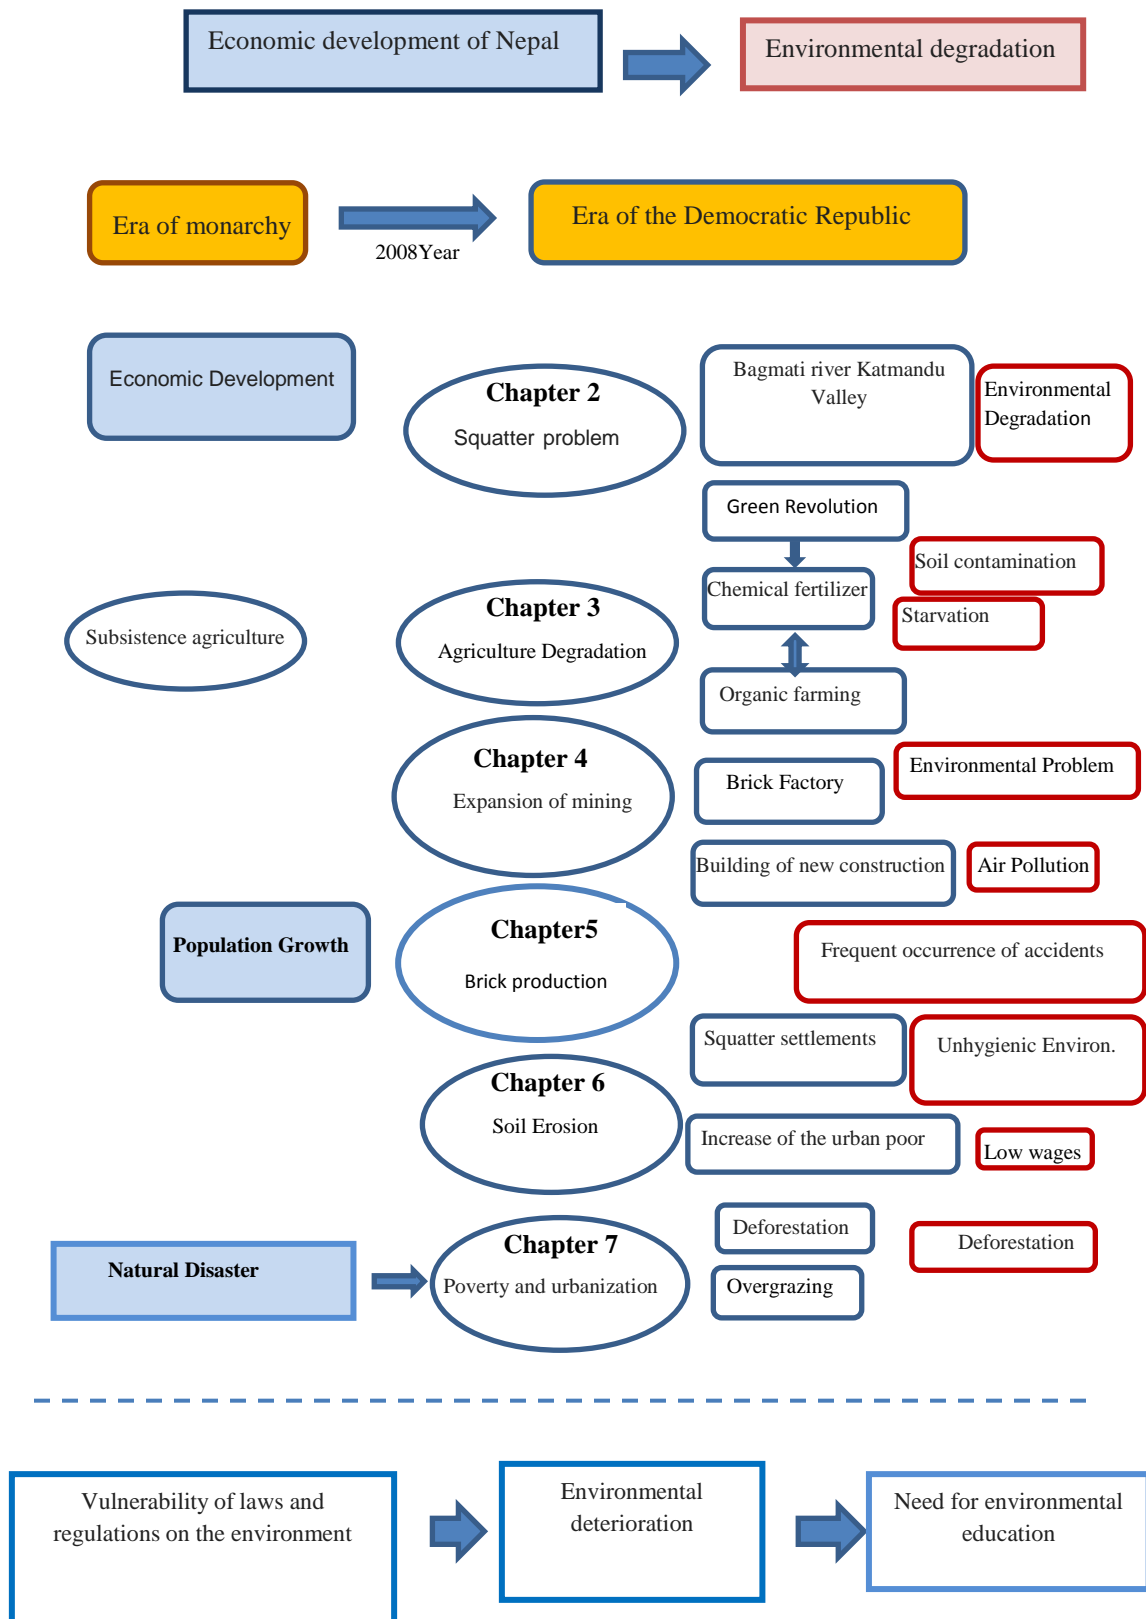 Economic development of Nepal
Environmental degradation
Era of monarchy
2008Year
Era of the Democratic Republic
Economic Development
Chapter 2
Squatter problem
Bagmati river Katmandu
Valley
Environmental
Degradation
Green Revolution
Soil contamination
Chemical fertilizer
Starvation
Subsistence agriculture
Chapter 3
Agriculture Degradation
Organic farming
Chapter 4
Expansion of mining
Brick Factory
Environmental Problem
Building of new construction
Air Pollution
Population Growth
Chapter5
Brick production
Frequent occurrence of accidents
Squatter settlements
Unhygienic Environ.
Chapter 6
Soil Erosion
Increase of the urban poor
Low wages
Natural Disaster
Chapter 7
Poverty and urbanization
Deforestation
Deforestation
Overgrazing
Vulnerability of laws and
regulations on the environment
Environmental
deterioration
Need for environmental
education